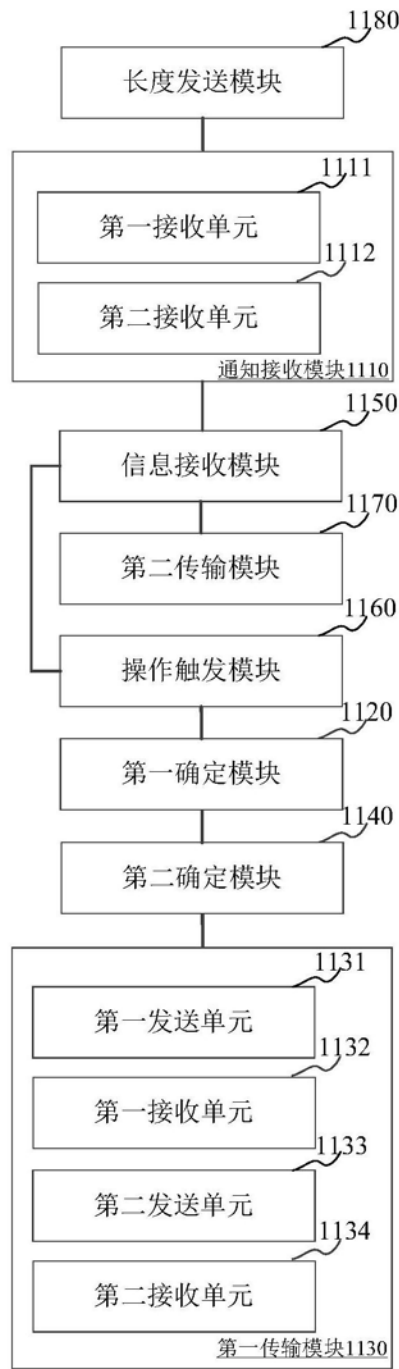 1180
长度发送模块
1111
第一接收单元
1112
第二接收单元
通知接收模块1110
1150
信息接收模块
1170
第二传输模块
1160
操作触发模块
1120
第一确定模块
1140
第二确定模块
1131
第一发送单元
1132
第一接收单元
1133
第二发送单元
1134
第二接收单元
第一传输模块1130